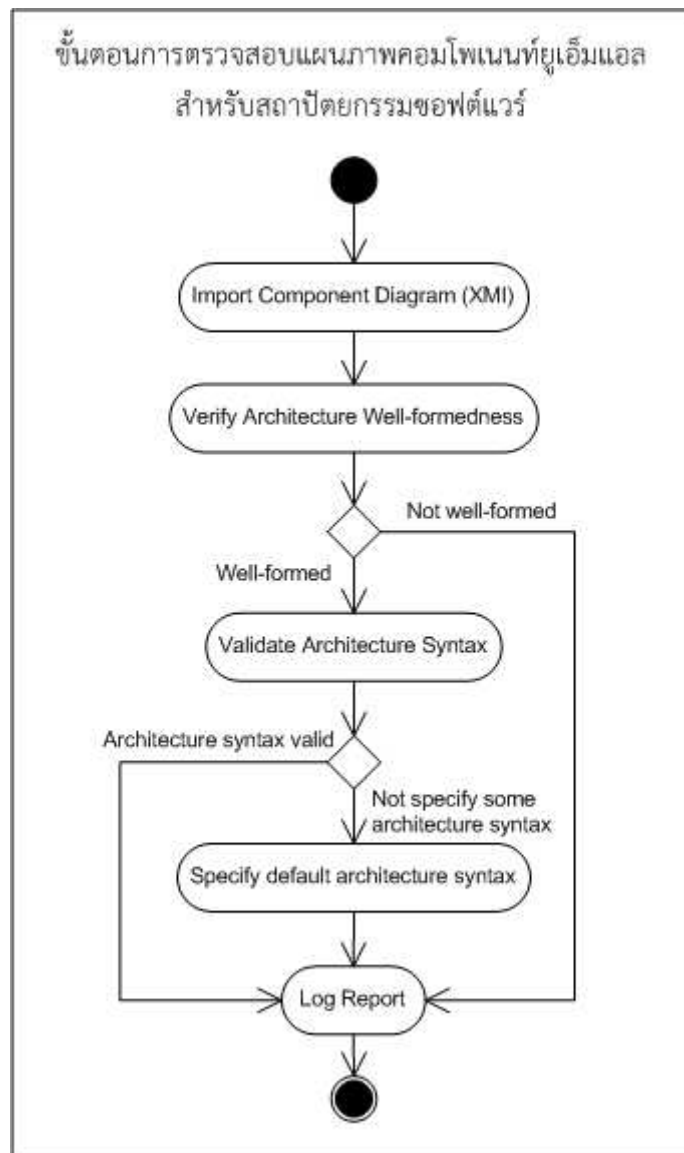 ขั้นตอนการตรวจสอบแผนภาพคอมโพเนนท์ยูเอ็มแอล
สำหรับสถาปัตยกรรมซอฟต์แวร์
Import Component Diagram (XMI)
Verify Architecture Well-formedness
Not well-formed
Well-formed
Validate Architecture Syntax
Architecture syntax valid
Not specify some
architecture syntax
Specify default architecture syntax
Log Report